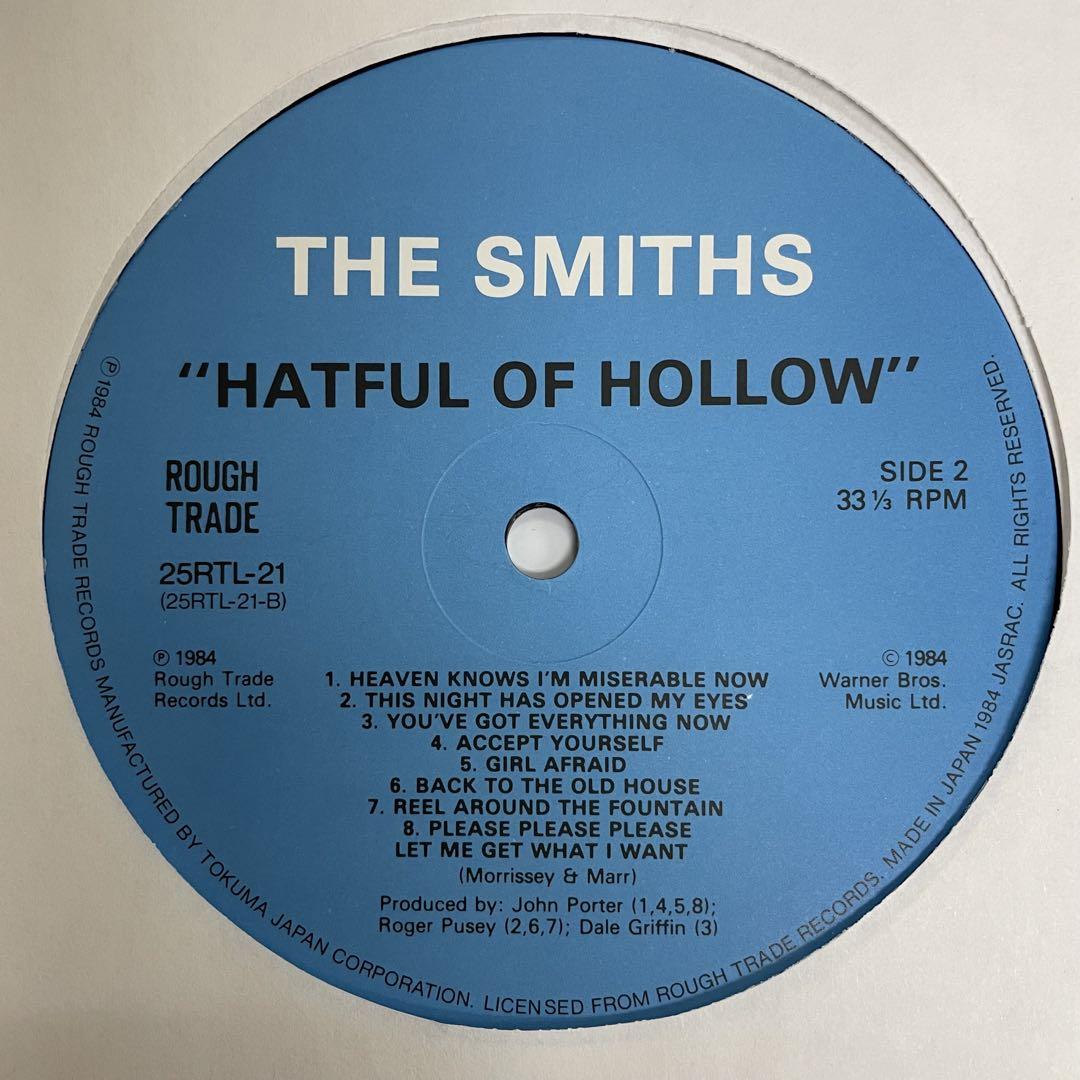 THE SMITHS
"HATFUL OF HOLLOW"
ROUGH
TRADE
25RTL-21
(25RTL-21-B)
SIDE 2
33 ⅓ RPM
℗ 1984
Rough Trade
Records Ltd.
© 1984
Warner Bros.
Music Ltd.
1. HEAVEN KNOWS I'M MISERABLE NOW
2. THIS NIGHT HAS OPENED MY EYES
3. YOU'VE GOT EVERYTHING NOW
4. ACCEPT YOURSELF
5. GIRL AFRAID
6. BACK TO THE OLD HOUSE
7. REEL AROUND THE FOUNTAIN
8. PLEASE PLEASE PLEASE
LET ME GET WHAT I WANT
(Morrissey & Marr)
Produced by: John Porter (1,4,5,8);
Roger Pusey (2,6,7); Dale Griffin (3)
℗ 1984 ROUGH TRADE RECORDS MANUFACTURED BY TOKUMA JAPAN CORPORATION. LICENSED FROM ROUGH TRADE RECORDS. MADE IN JAPAN 1984 JASRAC. ALL RIGHTS RESERVED.